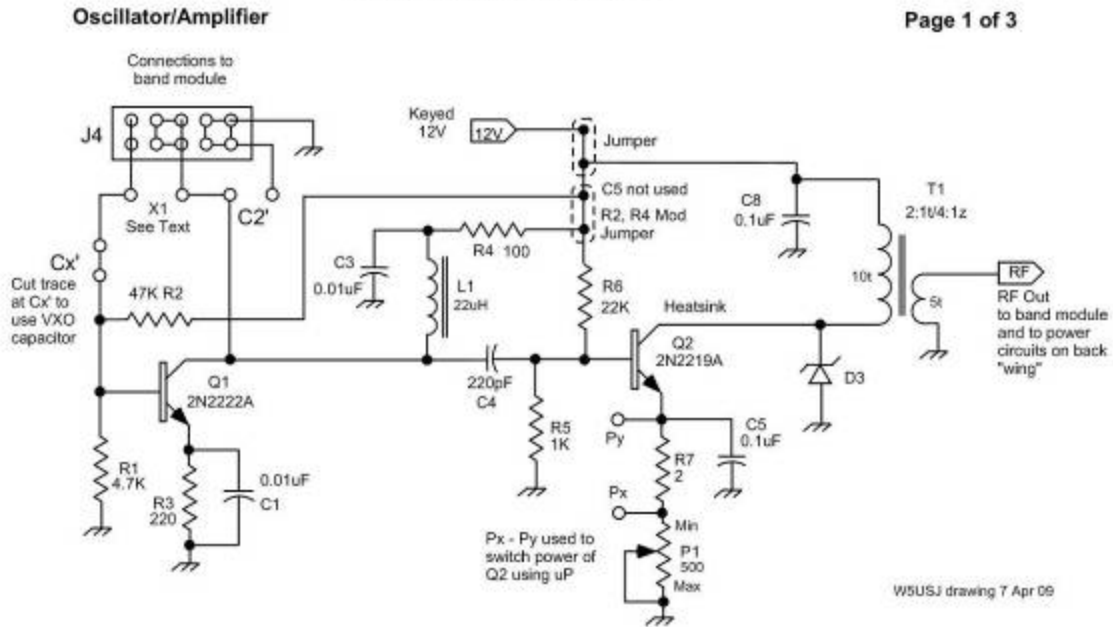 Oscillator/Amplifier
Page 1 of 3
Connections to
band module
J4
Keyed
12V
12V
Jumper
C5 not used
R2, R4 Mod
Jumper
X1
See Text
C2'
C8
0.1uF
T1
2:1t/4:1z
10t
5t
RF
RF Out
to band module
and to power
circuits on back
"wing"
Cx'
Cut trace
at Cx' to
use VXO
capacitor
47K R2
C3
0.01uF
R4 100
L1
22uH
R6
22K
Heatsink
Q2
2N2219A
D3
Q1
2N2222A
220pF
C4
R5
1K
Py
C5
0.1uF
R7
2
R1
4.7K
R3
220
0.01uF
C1
Px
Px - Py used to
switch power of
Q2 using uP
Min
P1
500
Max
W5USJ drawing 7 Apr 09